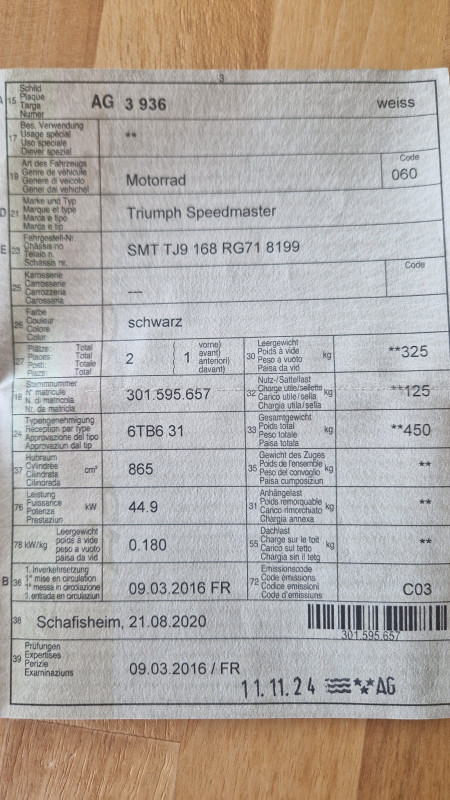 3
A 15 Schild
Plaque
Targa
Numer
AG 3 936 weiss
17 Bes. Verwendung
Usage spécial
Uso speciale
Diever spezial
**
19 Art des Fahrzeugs
Genre de véhicule
Genere di veicolo
Gener dal vehichel
Motorrad
Code
060
D 21 Marke und Typ
Marque et type
Marca e tipo
Marca e tip
Triumph Speedmaster
E 23 Fahrgestell-Nr.
Châssis no
Telaio n.
Schassis nr.
SMT TJ9 168 RG71 8199
25 Karosserie
Carrosserie
Carrozzeria
Carossaria
---
Code
26 Farbe
Couleur
Colore
Colur
schwarz
27 Plätze: Total
Places: Total
Posti: Totale
Plazs: Total
2 ( 1 vorne)
avant)
anteriori)
davant)
30 Leergewicht
Poids à vide
Peso a vuoto
Paisa da vid
kg
**325
18 Stammnummer
N° matricule
N. di matricola
Nr. da matricla
301.595.657
32 Nutz-/Sattellast
Charge utile/sellette
Carico utile/sella
Chargia utila/sella
kg
**125
24 Typengenehmigung
Réception par type
Approvazione del tipo
Approvaziun dal tip
6TB6 31
33 Gesamtgewicht
Poids total
Peso totale
Paisa totala
kg
**450
37 Hubraum
Cylindrée
Cilindrata
Cilindrada
cm³
865
35 Gewicht des Zuges
Poids de l'ensemble
Peso del convoglio
Paisa cumposiziun
kg
**
76 Leistung
Puissance
Potenza
Prestaziun
kW
44.9
31 Anhängelast
Poids remorquable
Carico rimorchiato
Chargia annexa
kg
**
78 kW/kg Leergewicht
poids à vide
peso a vuoto
paisa da vid
0.180
55 Dachlast
Charge sur le toit
Carico sul tetto
Chargia sin il tetg
kg
**
B 36 1. Inverkehrsetzung
1re mise en circulation
1a messa in circolazione
1. entrada en circulaziun
09.03.2016 FR
72 Emissionscode
Code émissions
Codice emissioni
Code d'emissiuns
C03
38 Schafisheim, 21.08.2020
301.595.657
39 Prüfungen
Expertises
Perizie
Examinaziuns
09.03.2016 / FR
11.11.24 AG